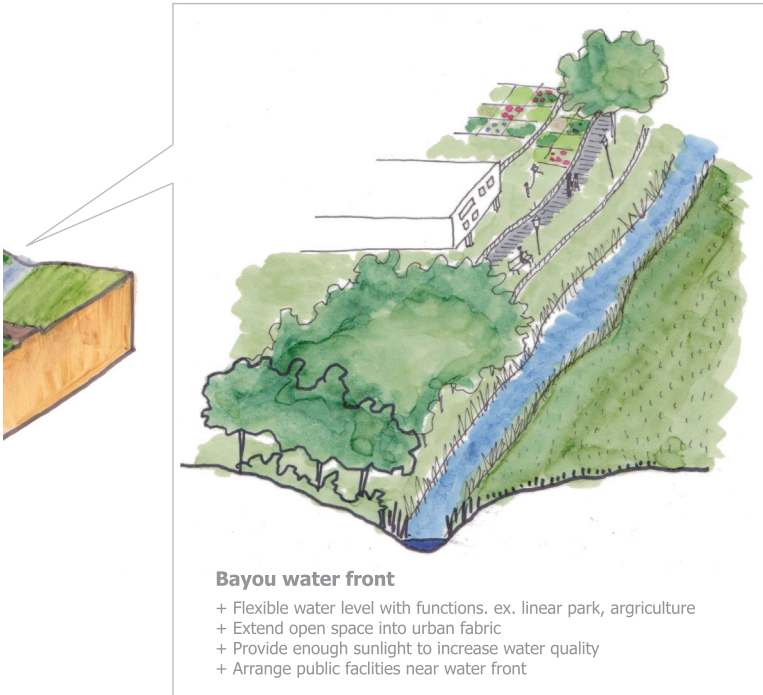 Bayou water front
+ Flexible water level with functions. ex. linear park, argriculture
+ Extend open space into urban fabric
+ Provide enough sunlight to increase water quality
+ Arrange public faclities near water front